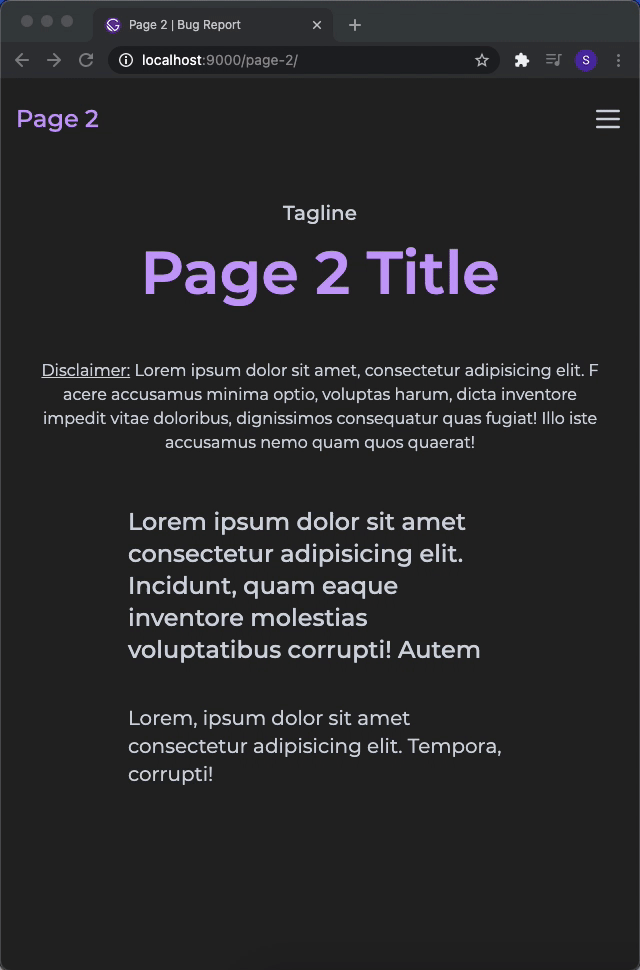 Page 2 | Bug Report
localhost:9000/page-2/
S
Page 2
Tagline
Page 2 Title
Disclaimer: Lorem ipsum dolor sit amet, consectetur adipisicing elit. F
acere accusamus minima optio, voluptas harum, dicta inventore
impedit vitae doloribus, dignissimos consequatur quas fugiat! Illo iste
accusamus nemo quam quos quaerat!
Lorem ipsum dolor sit amet
consectetur adipisicing elit.
Incidunt, quam eaque
inventore molestias
voluptatibus corrupti! Autem
Lorem, ipsum dolor sit amet
consectetur adipisicing elit. Tempora,
corrupti!